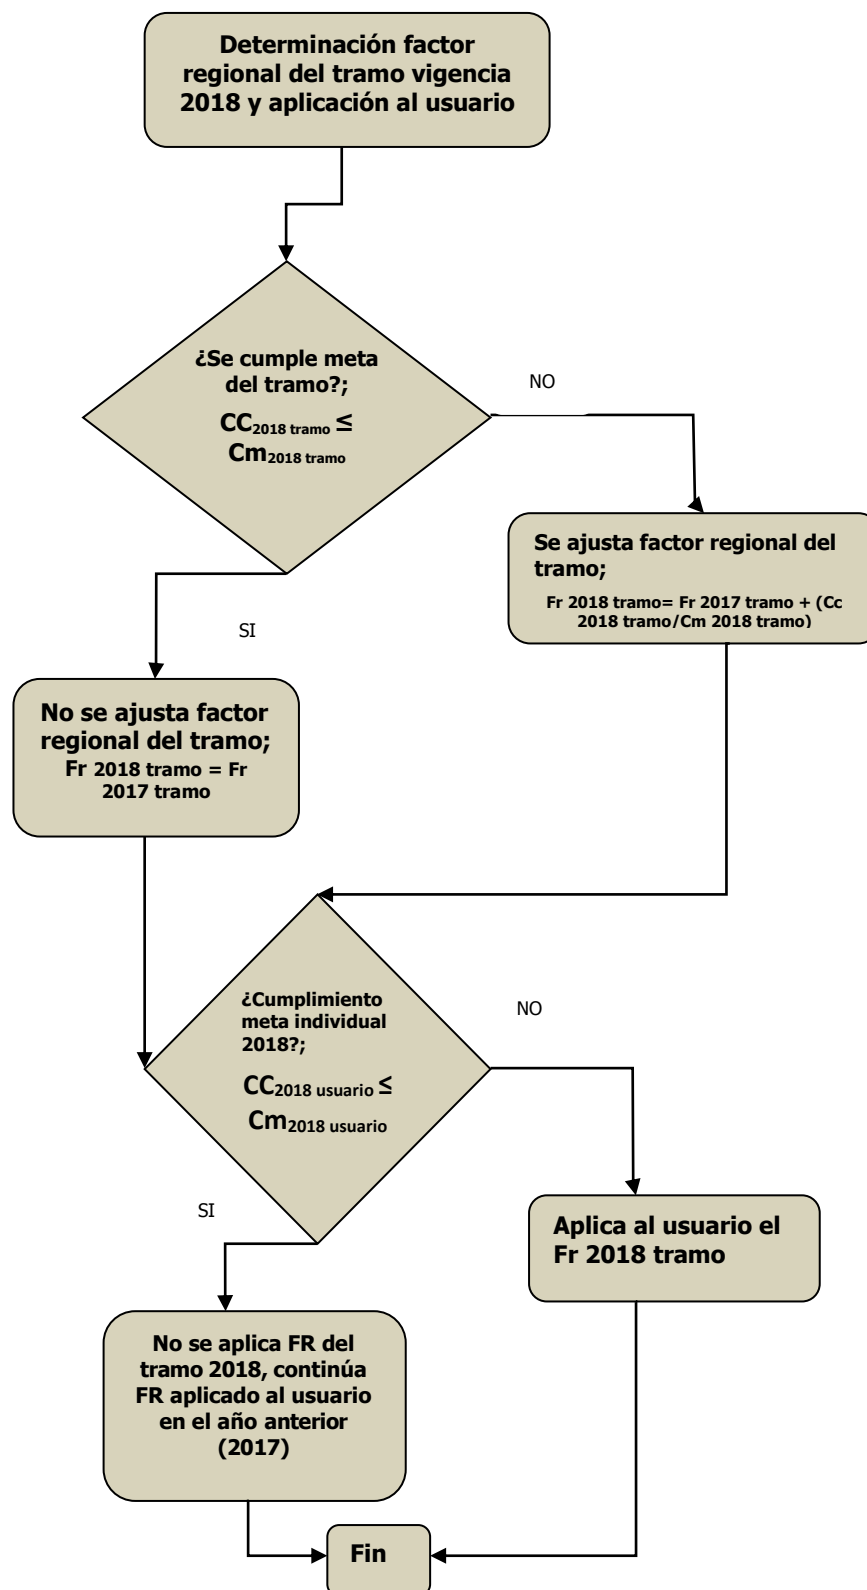 Determinación factor
regional del tramo vigencia
2018 y aplicación al usuario
¿Se cumple meta
del tramo?;
CC2018 tramo ≤
Cm2018 tramo
NO
Se ajusta factor regional del
tramo;
Fr 2018 tramo= Fr 2017 tramo + (Cc
2018 tramo/Cm 2018 tramo)
SI
No se ajusta factor
regional del tramo;
Fr 2018 tramo = Fr
2017 tramo
¿Cumplimiento
meta individual
2018?;
CC2018 usuario ≤
Cm2018 usuario
NO
SI
Aplica al usuario el
Fr 2018 tramo
No se aplica FR del
tramo 2018, continúa
FR aplicado al usuario
en el año anterior
(2017)
Fin